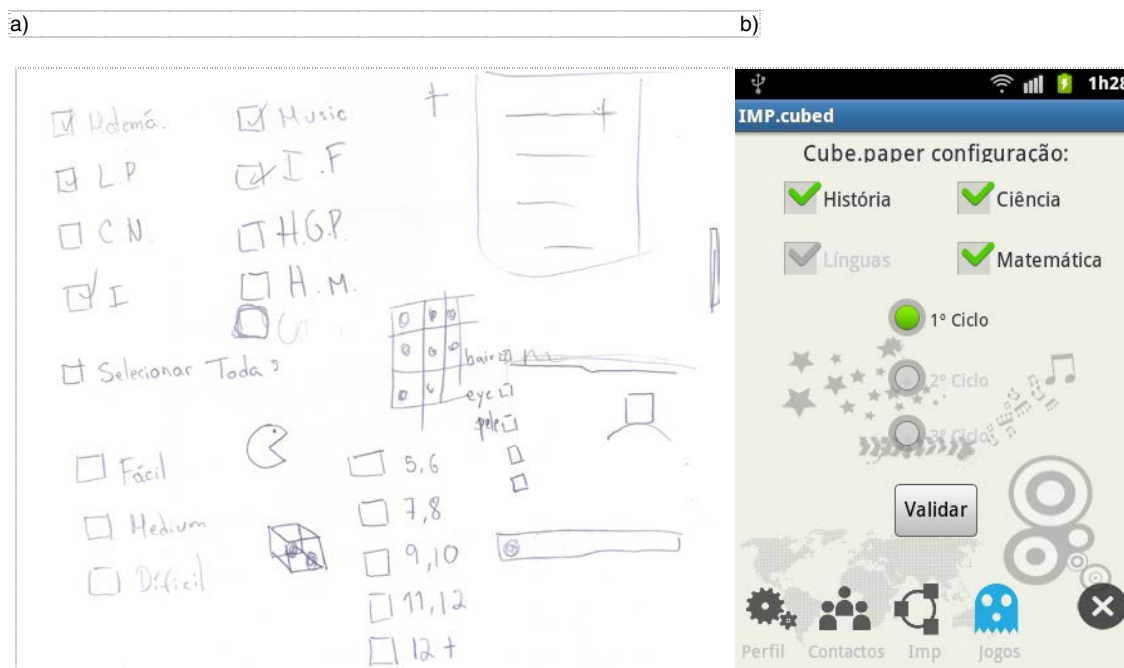 a)
b)
Matemá.
Music
L.P
I.F
C N.
H.G.P.
I
H.M.
Selecionar Todas
hair
eye
pele
Fácil
Medium
Díficil
5,6
7,8
9,10
11,12
12+
1h28
IMP.cubed
Cube.paper configuração:
História
Ciência
Línguas
Matemática
1º Ciclo
2º Ciclo
3º Ciclo
Validar
Perfil
Contactos
Imp
Jogos